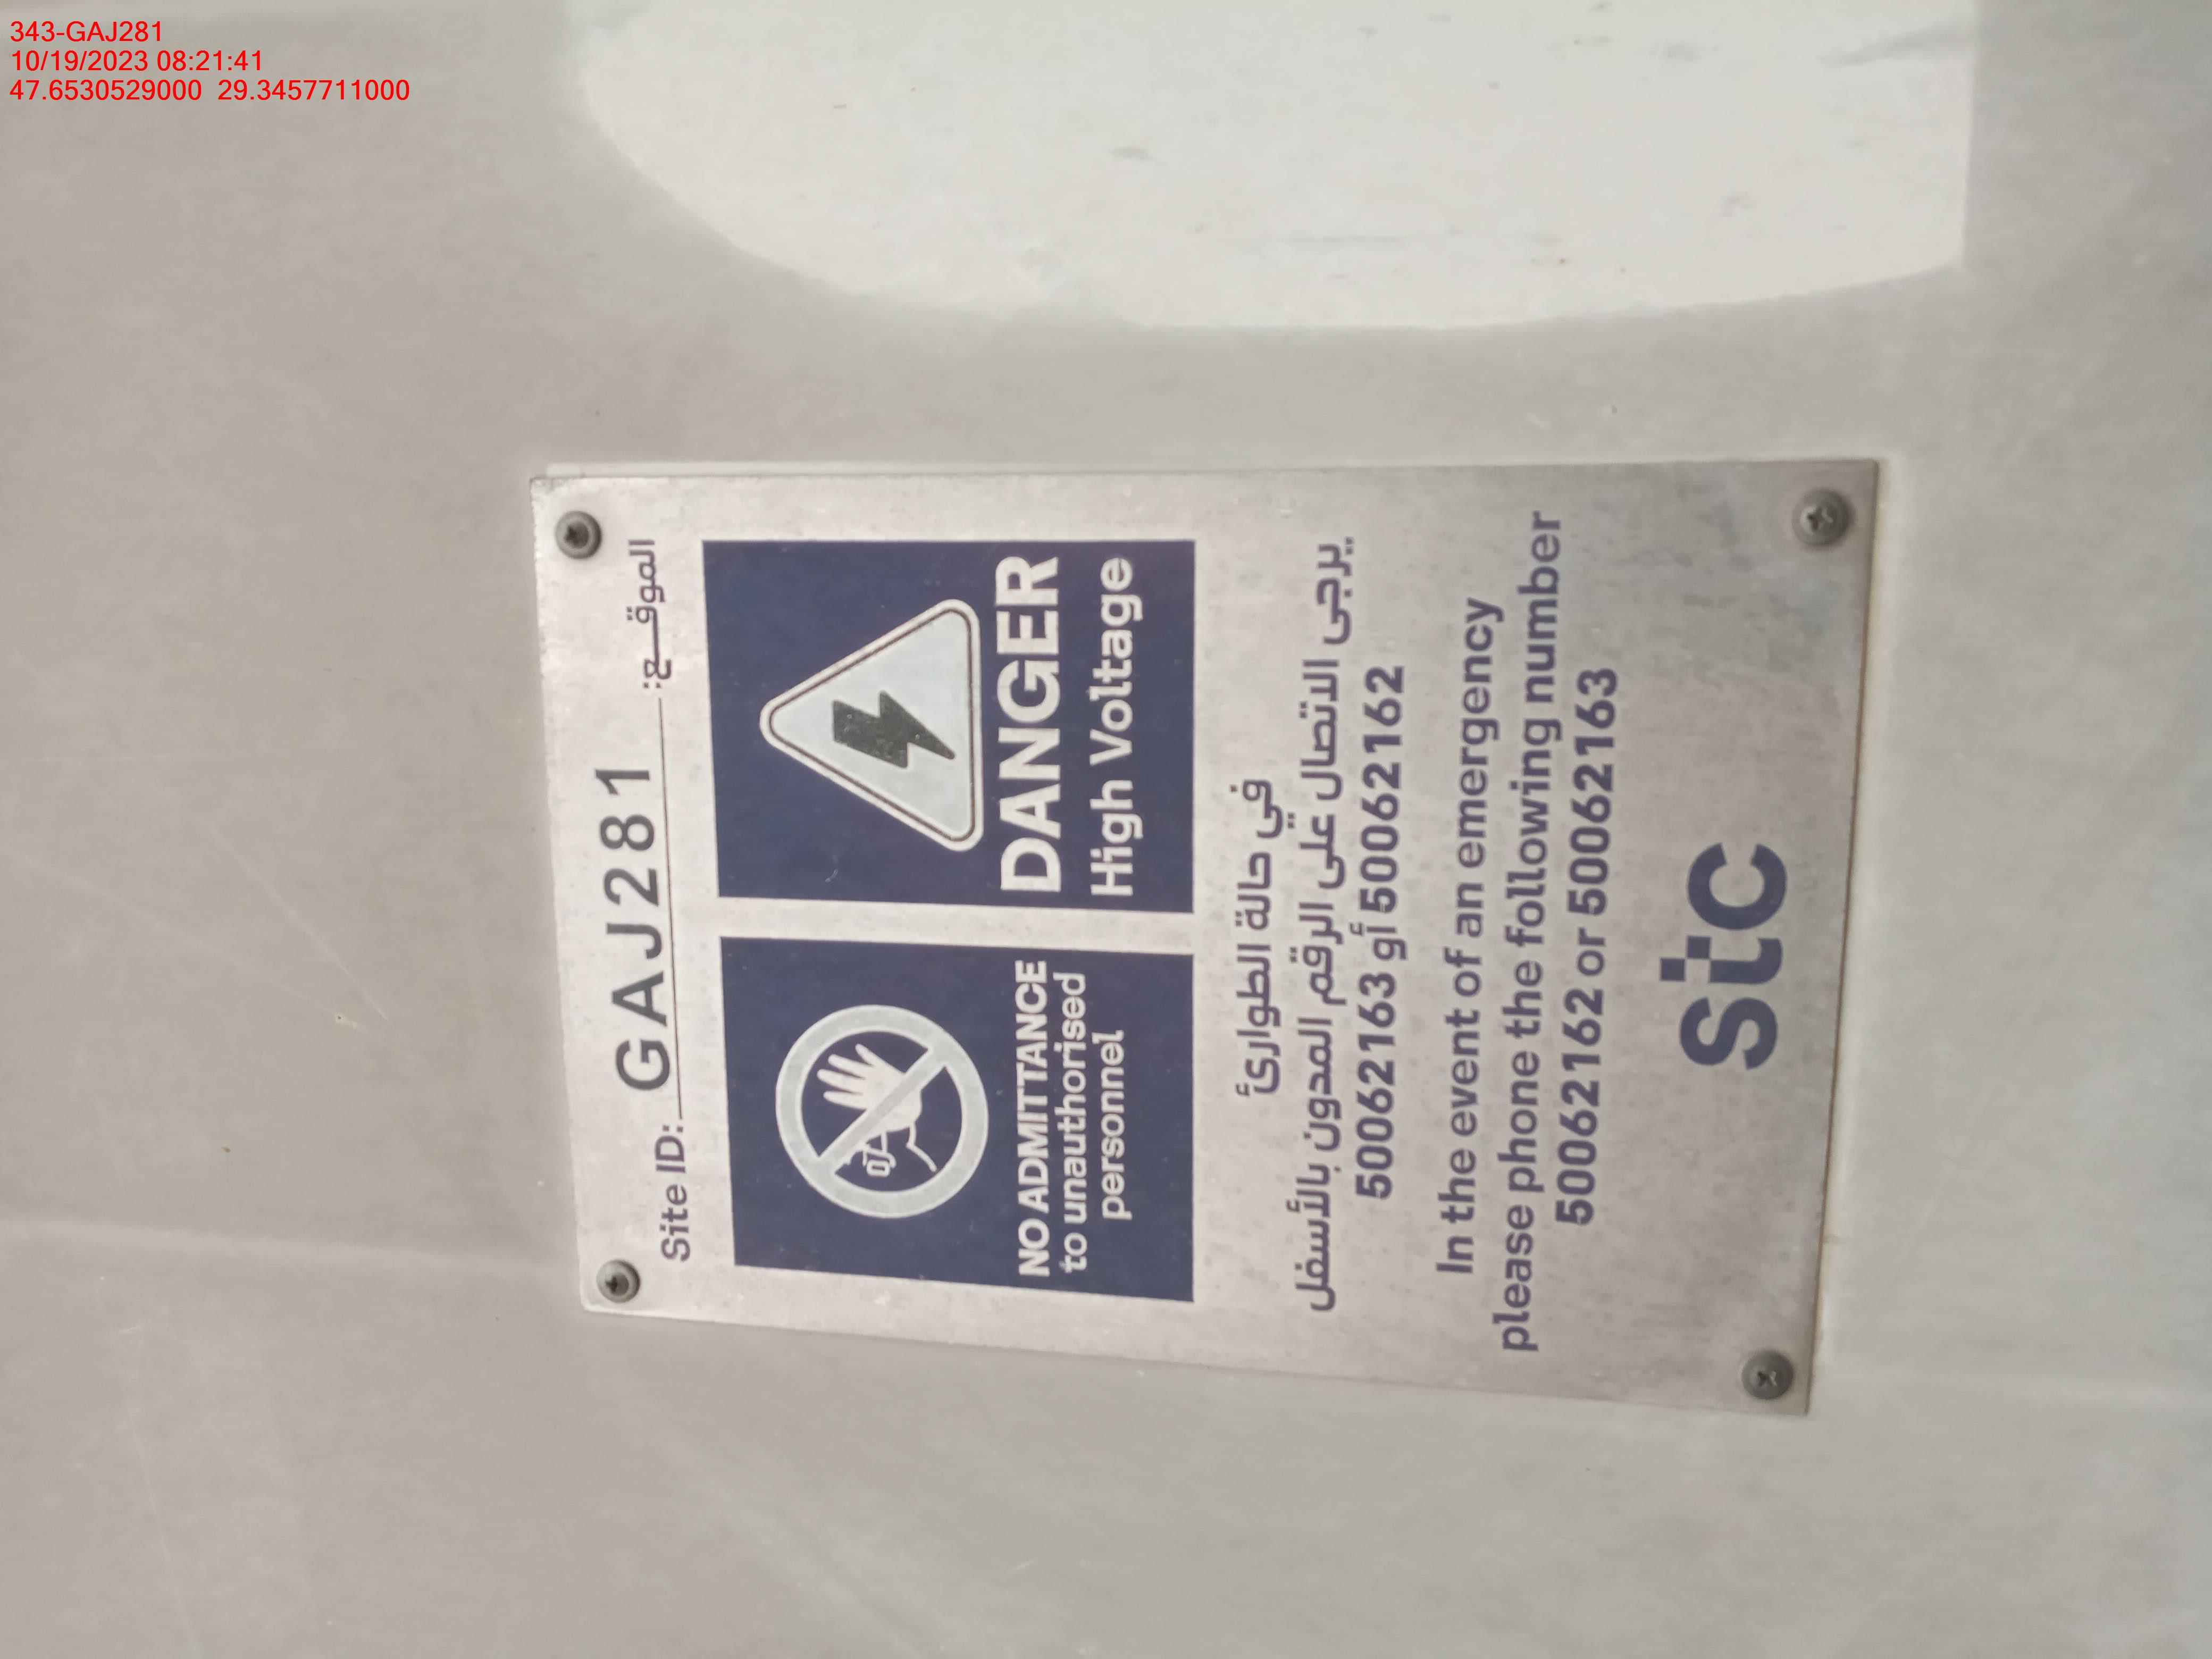 343-GAJ281
10/19/2023 08:21:41
47.6530529000 29.3457711000
Site ID: GAJ281 الموقـــع:
NO ADMITTANCE
to unauthorised
personnel
DANGER
High Voltage
في حالة الطوارئ
يرجى الاتصال على الرقم المدون بالأسفل
50062162 أو 50062163
In the event of an emergency
please phone the following number
50062162 or 50062163
stc